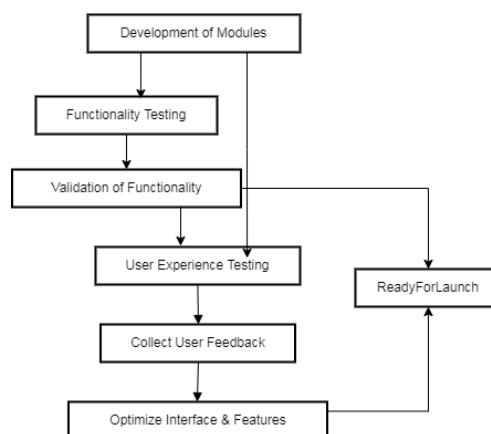 Development of Modules
Functionality Testing
Validation of Functionality
User Experience Testing
ReadyForLaunch
Collect User Feedback
Optimize Interface & Features